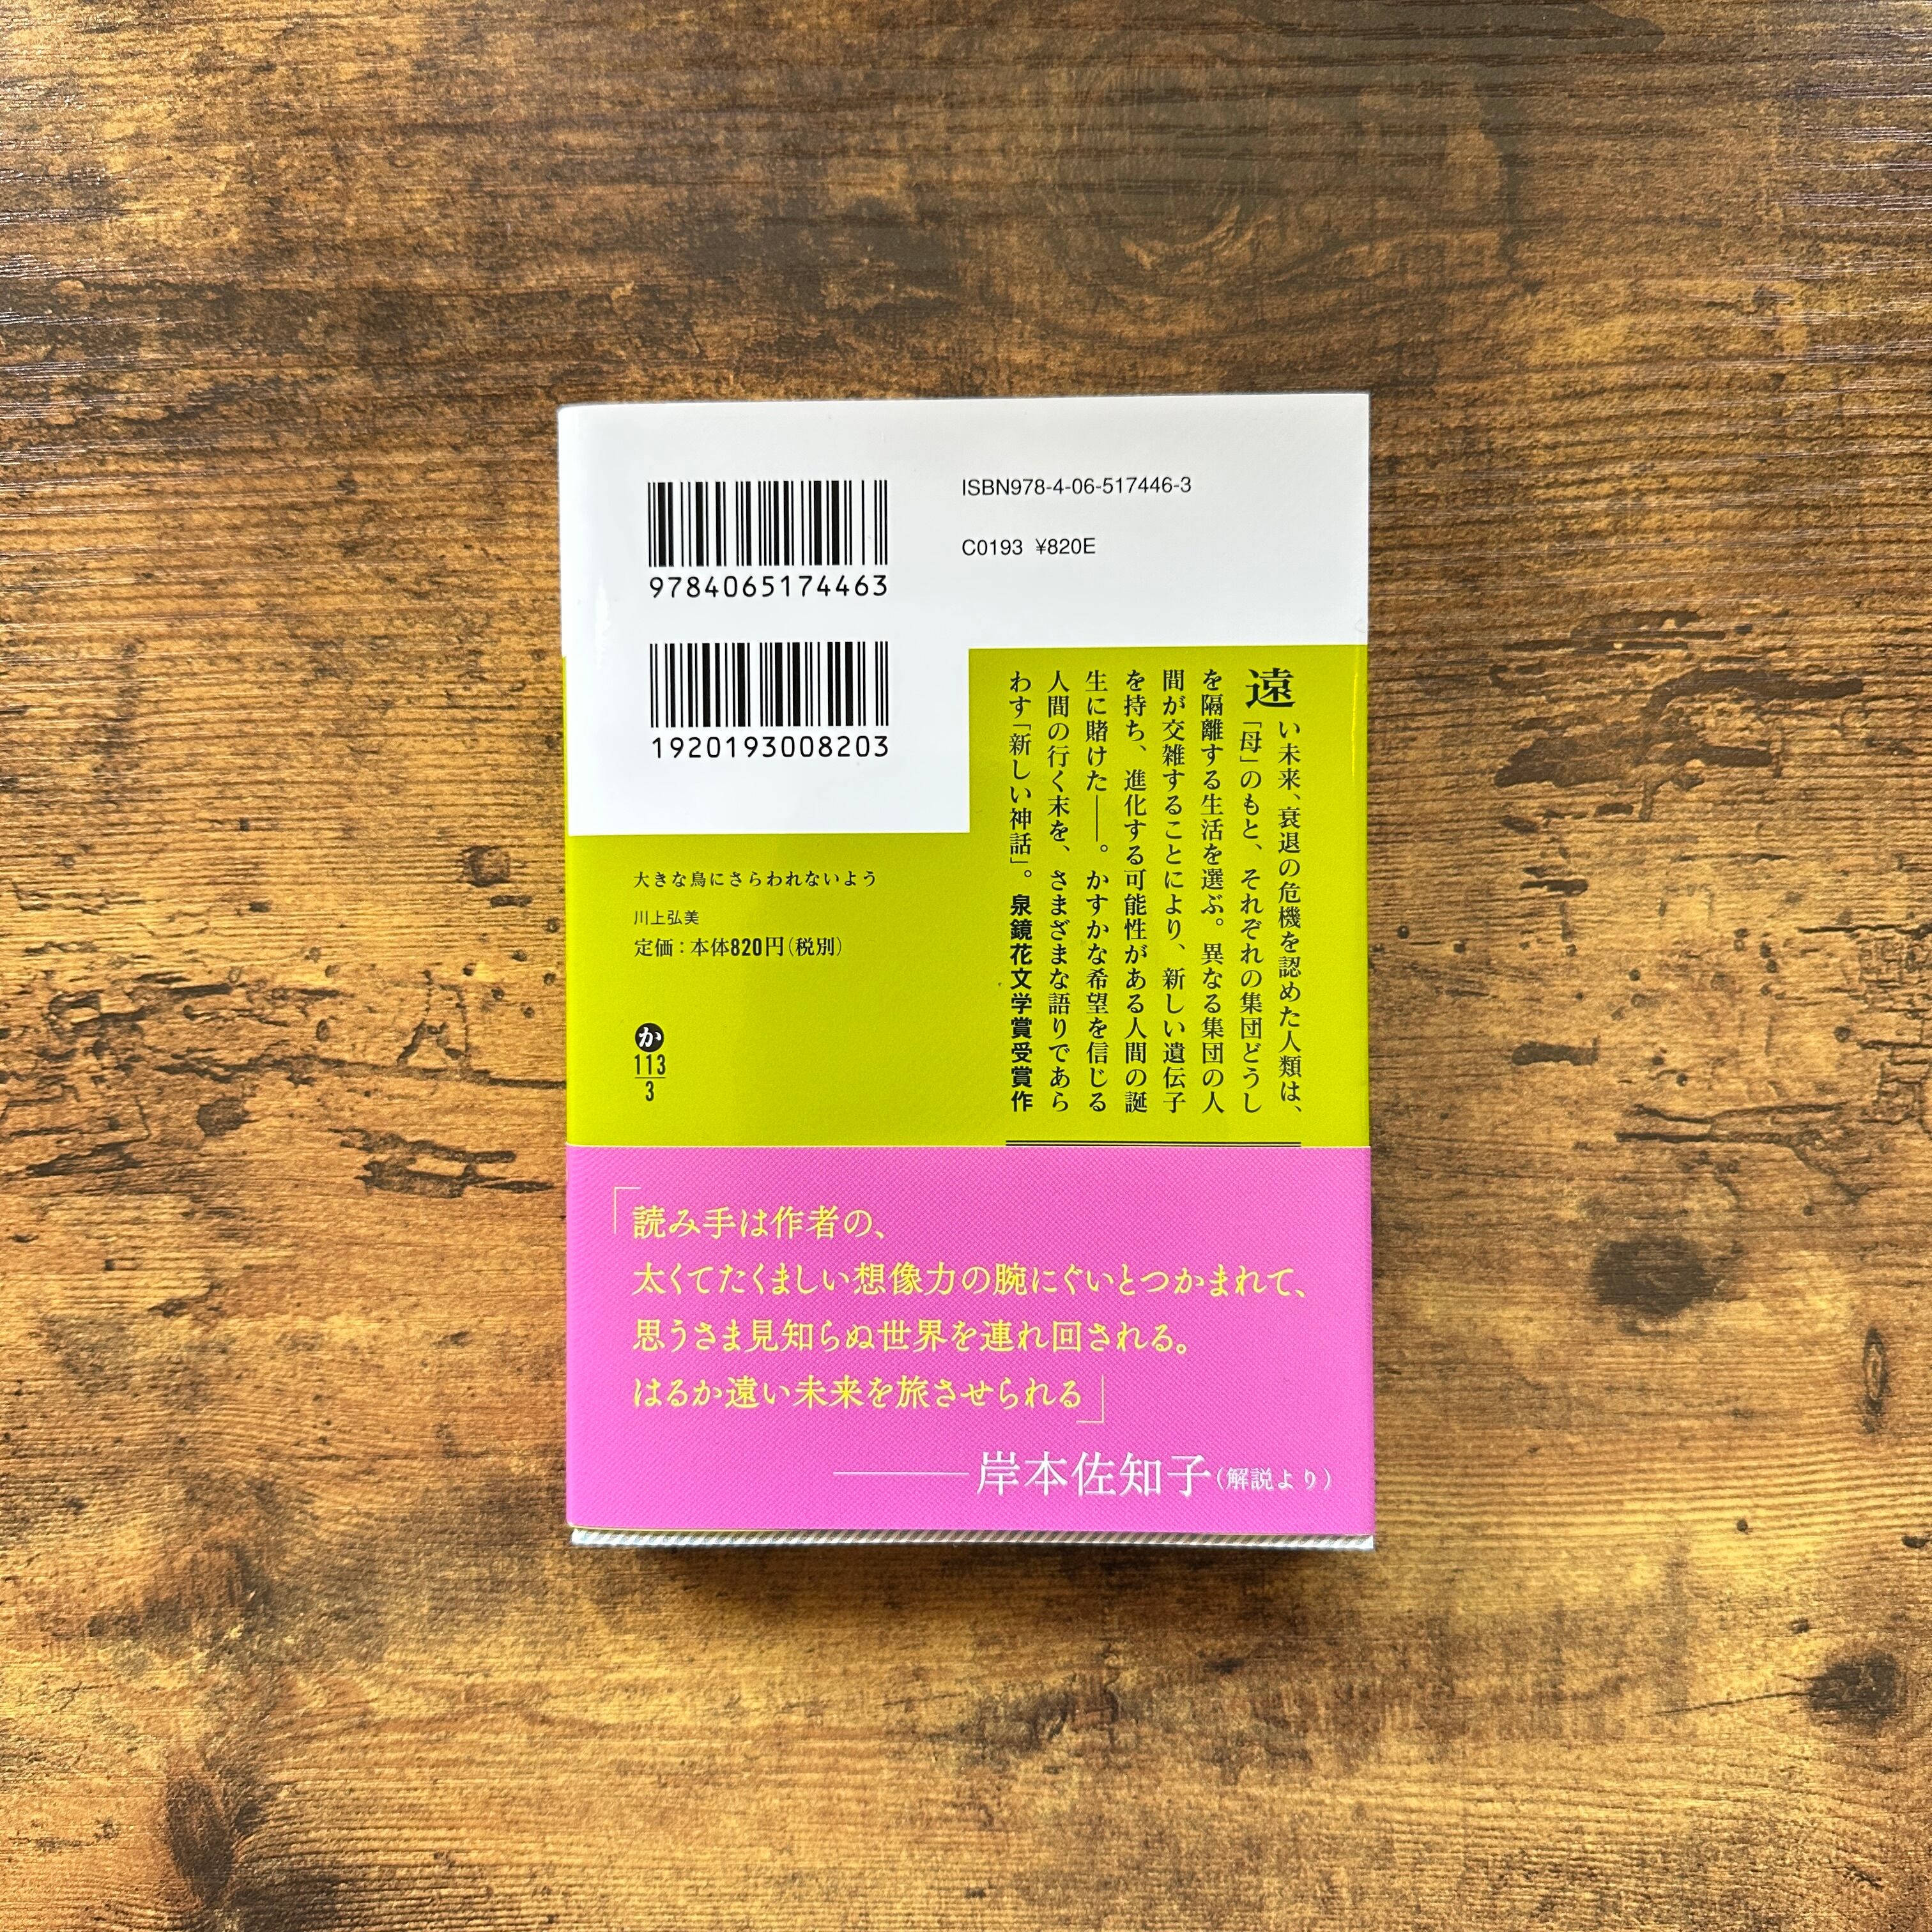 ISBN978-4-06-517446-3
C0193 ¥820E
9784065174463
1920193008203
遠い未来、衰退の危機を認めた人類は、
「母」のもと、それぞれの集団どうし
を隔離する生活を選ぶ。異なる集団の人
間が交雑することにより、新しい遺伝子
を持ち、進化する可能性がある人間の誕
生に賭けた――。かすかな希望を信じる
人間の行く末を、さまざまな語りであら
わす「新しい神話」。泉鏡花文学賞受賞作
大きな鳥にさらわれないよう
川上弘美
定価:本体820円(税別)
か
113
3
「読み手は作者の、
太くてたくましい想像力の腕にぐいとつかまれて、
思うさま見知らぬ世界を連れ回される。
はるか遠い未来を旅させられる」
――岸本佐知子(解説より)